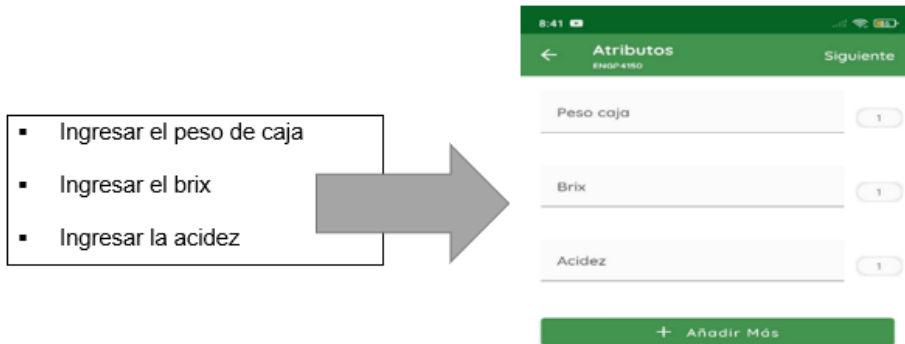 ▪ Ingresar el peso de caja
▪ Ingresar el brix
▪ Ingresar la acidez
8:41
Atributos
ENGP4150
Siguiente
Peso caja
1
Brix
1
Acidez
1
+ Añadir Más